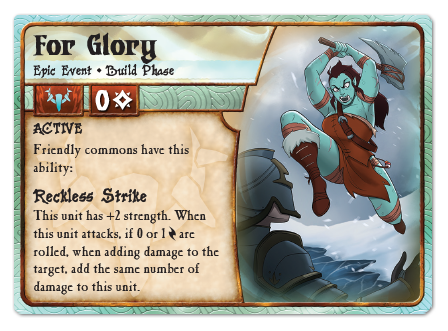 For Glory
Epic Event • Build Phase
0
ACTIVE
Friendly commons have this
ability:
Reckless Strike
This unit has +2 strength. When
this unit attacks, if 0 or 1 are
rolled, when adding damage to the
target, add the same number of
damage to this unit.